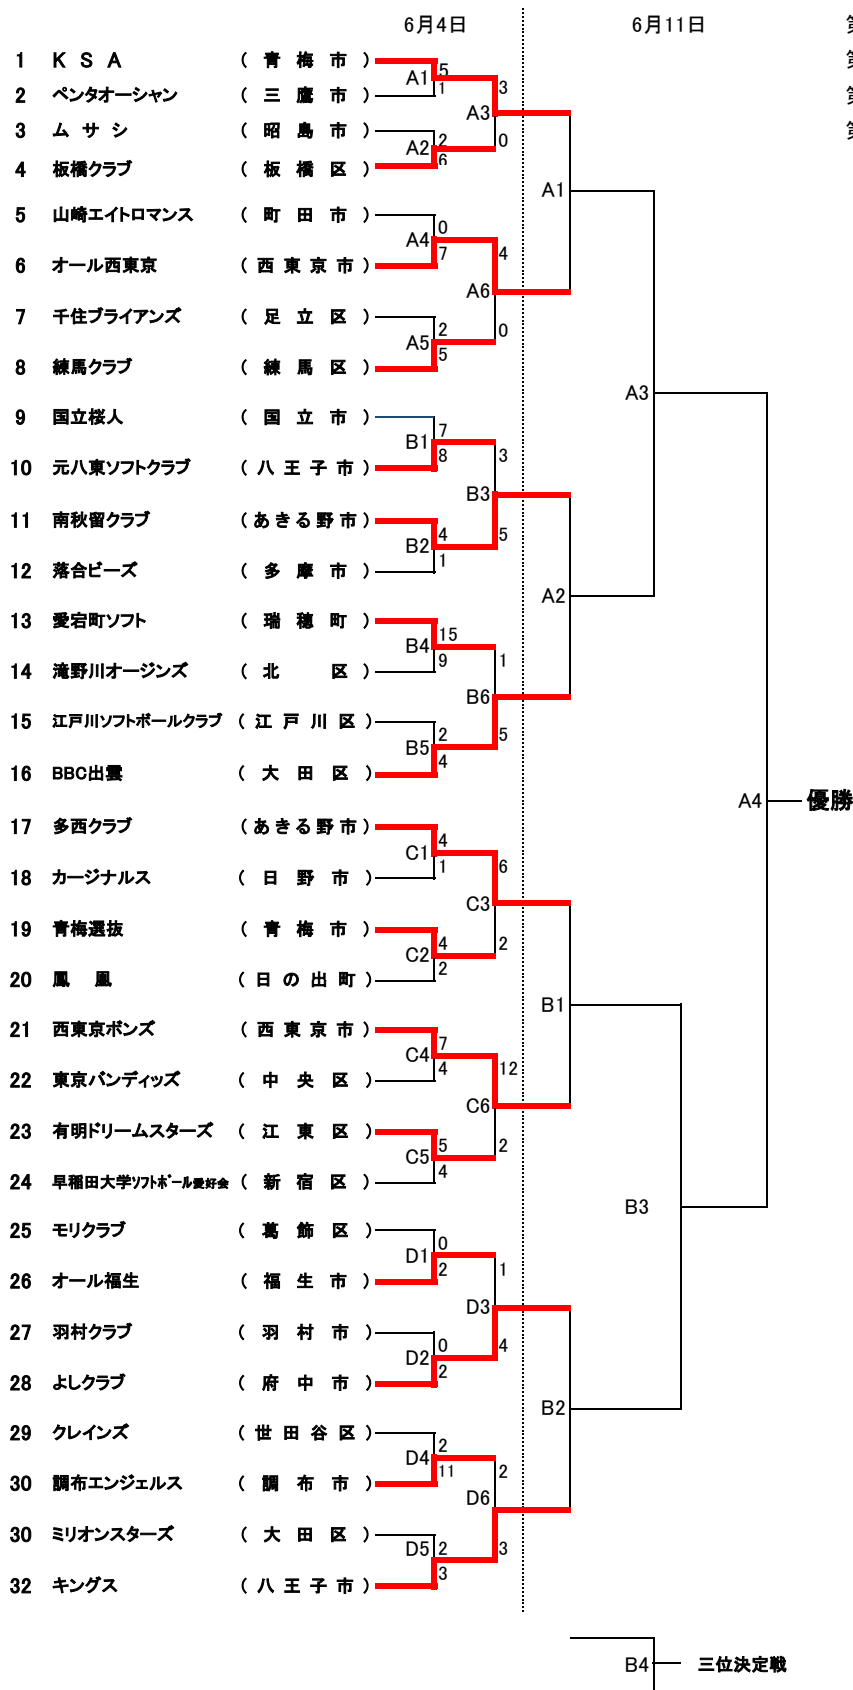 6月4日 6月11日
1 K S A ( 青 梅 市 )
2 ペンタオーシャン ( 三 鷹 市 )
3 ム サ シ ( 昭 島 市 )
4 板橋クラブ ( 板 橋 区 )
5 山崎エイトロマンス ( 町 田 市 )
6 オール西東京 ( 西 東 京 市 )
7 千住ブライアンズ ( 足 立 区 )
8 練馬クラブ ( 練 馬 区 )
9 国立桜人 ( 国 立 市 )
10 元八東ソフトクラブ ( 八 王 子 市 )
11 南秋留クラブ ( あ き る 野 市 )
12 落合ビーズ ( 多 摩 市 )
13 愛宕町ソフト ( 瑞 穂 町 )
14 滝野川オージンズ ( 北 区 )
15 江戸川ソフトボールクラブ ( 江 戸 川 区 )
16 BBC出雲 ( 大 田 区 )
17 多西クラブ ( あ き る 野 市 )
18 カージナルス ( 日 野 市 )
19 青梅選抜 ( 青 梅 市 )
20 鳳 凰 ( 日 の 出 町 )
21 西東京ボンズ ( 西 東 京 市 )
22 東京バンディッズ ( 中 央 区 )
23 有明ドリームスターズ ( 江 東 区 )
24 早稲田大学ソフトボール愛好会 ( 新 宿 区 )
25 モリクラブ ( 葛 飾 区 )
26 オール福生 ( 福 生 市 )
27 羽村クラブ ( 羽 村 市 )
28 よしクラブ ( 府 中 市 )
29 クレインズ ( 世 田 谷 区 )
30 調布エンジェルス ( 調 布 市 )
30 ミリオンスターズ ( 大 田 区 )
32 キングス ( 八 王 子 市 )
A1 5 1
A2 2 6
A3 3 0
A4 0 7
A5 2 5
A6 4 0
B1 7 8
B2 4 1
B3 3 5
B4 15 9
B5 2 4
B6 1 5
C1 4 1
C2 4 2
C3 6 2
C4 7 4
C5 5 4
C6 12 2
D1 0 2
D2 0 2
D3 1 4
D4 2 11
D5 2 3
D6 2 3
A1
A2
A3
B1
B2
B3
A4 優勝
B4 三位決定戦